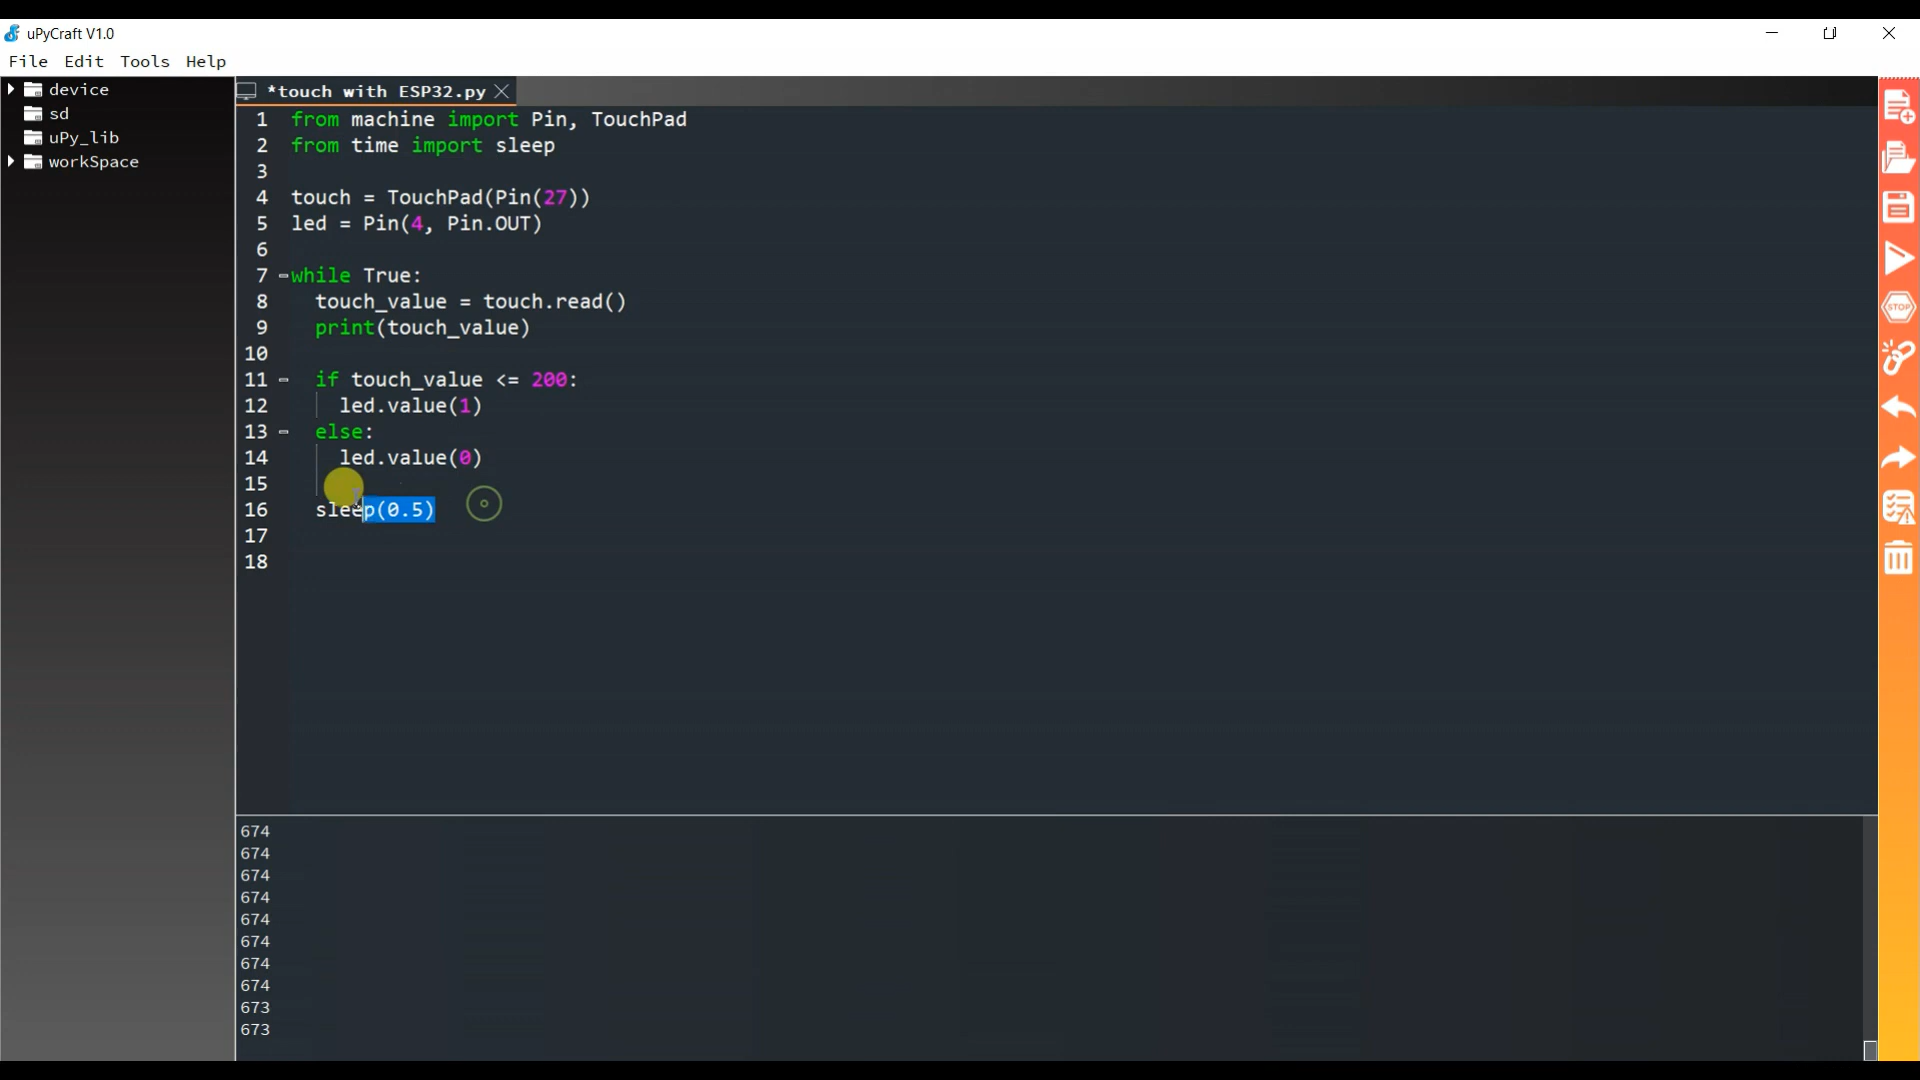 uPyCraft V1.0
File Edit Tools Help
device
sd
uPy_lib
workSpace
*touch with ESP32.py
1 from machine import Pin, TouchPad
2 from time import sleep
3
4 touch = TouchPad(Pin(27))
5 led = Pin(4, Pin.OUT)
6
7 while True:
8 touch_value = touch.read()
9 print(touch_value)
10
11 if touch_value <= 200:
12 led.value(1)
13 else:
14 led.value(0)
15
16 sleep(0.5)
17
18
674
674
674
674
674
674
674
674
673
673
STOP